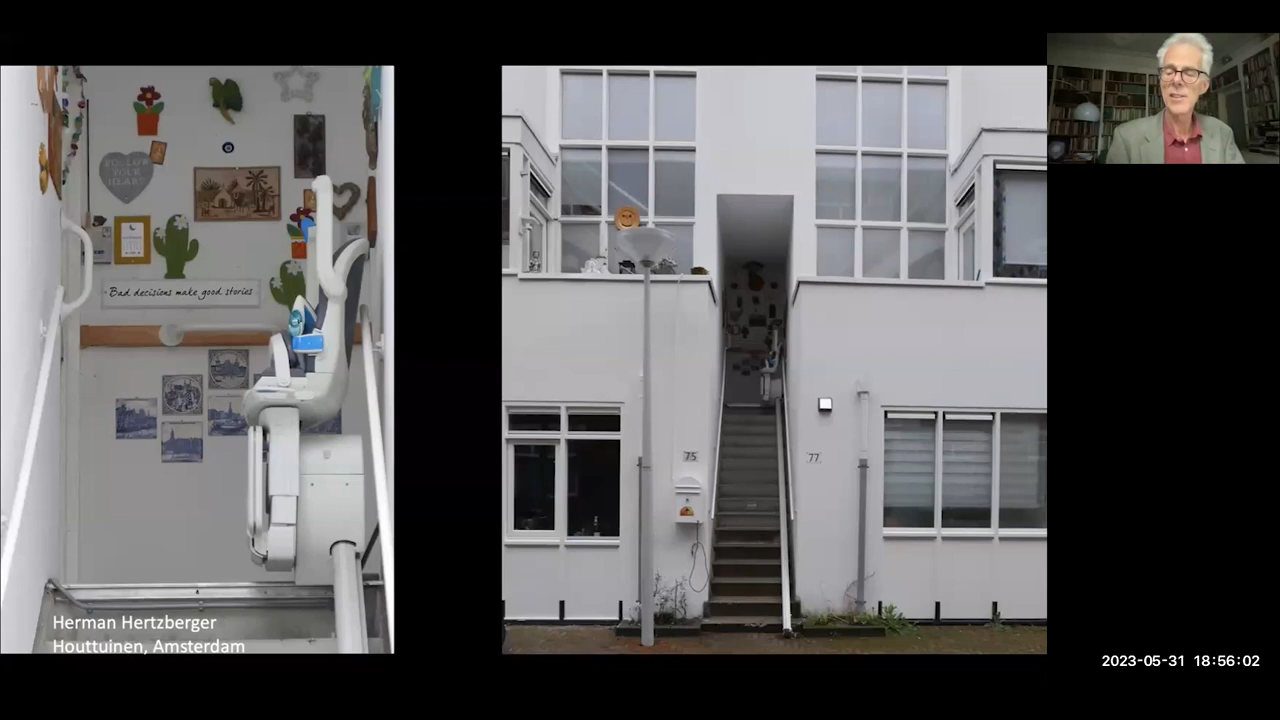 FOLLOW
YOUR
HEART
Bad decisions make good stories
Herman Hertzberger
Houttuinen, Amsterdam
75
77
2023-05-31 18:56:02